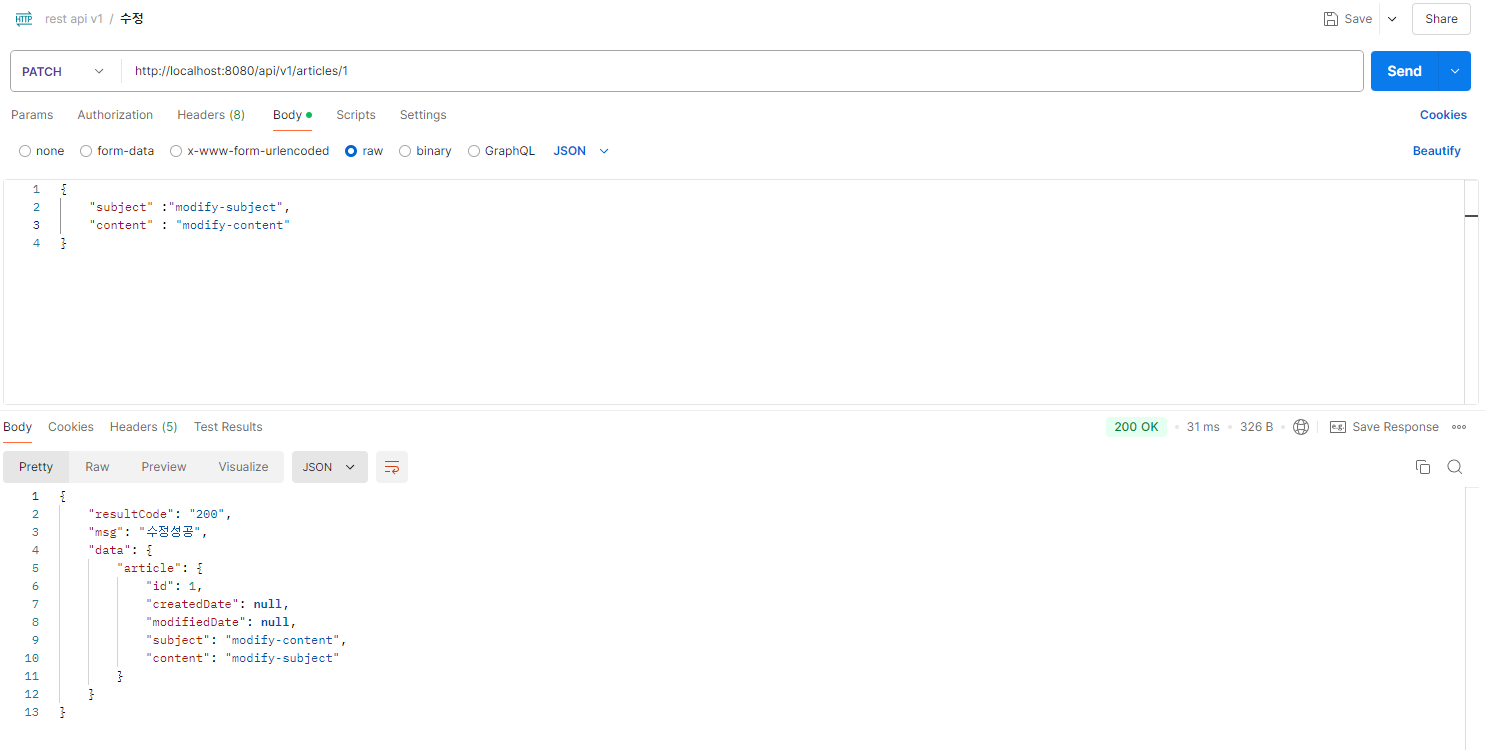 HTTP rest api v1 / 수정 Save Share
PATCH http://localhost:8080/api/v1/articles/1 Send
Params Authorization Headers (8) Body Scripts Settings Cookies
none form-data x-www-form-urlencoded raw binary GraphQL JSON Beautify
1 {
2 "subject" :"modify-subject",
3 "content" : "modify-content"
4 }
Body Cookies Headers (5) Test Results 200 OK 31 ms 326 B e.g. Save Response
Pretty Raw Preview Visualize JSON
1 {
2 "resultCode": "200",
3 "msg": "수정성공",
4 "data": {
5 "article": {
6 "id": 1,
7 "createdDate": null,
8 "modifiedDate": null,
9 "subject": "modify-content",
10 "content": "modify-subject"
11 }
12 }
13 }